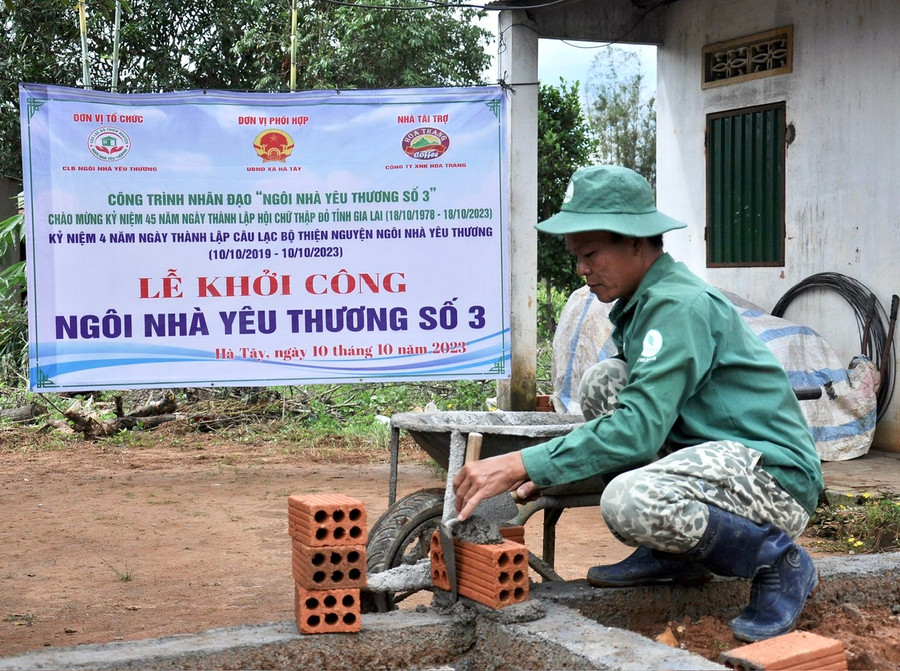 ĐƠN VỊ TỔ CHỨC
CLB NGÔI NHÀ YÊU THƯƠNG
ĐƠN VỊ PHỐI HỢP
UBND XÃ HÀ TÂY
NHÀ TÀI TRỢ
HOA TRANG
Coffee
CÔNG TY XNK HOA TRANG
CÔNG TRÌNH NHÂN ĐẠO “NGÔI NHÀ YÊU THƯƠNG SỐ 3”
CHÀO MỪNG KỶ NIỆM 45 NĂM NGÀY THÀNH LẬP HỘI CHỮ THẬP ĐỎ TỈNH GIA LAI (18/10/1978 - 18/10/2023)
KỶ NIỆM 4 NĂM NGÀY THÀNH LẬP CÂU LẠC BỘ THIỆN NGUYỆN NGÔI NHÀ YÊU THƯƠNG
(10/10/2019 - 10/10/2023)
LỄ KHỞI CÔNG
NGÔI NHÀ YÊU THƯƠNG SỐ 3
Hà Tây, ngày 10 tháng 10 năm 2023